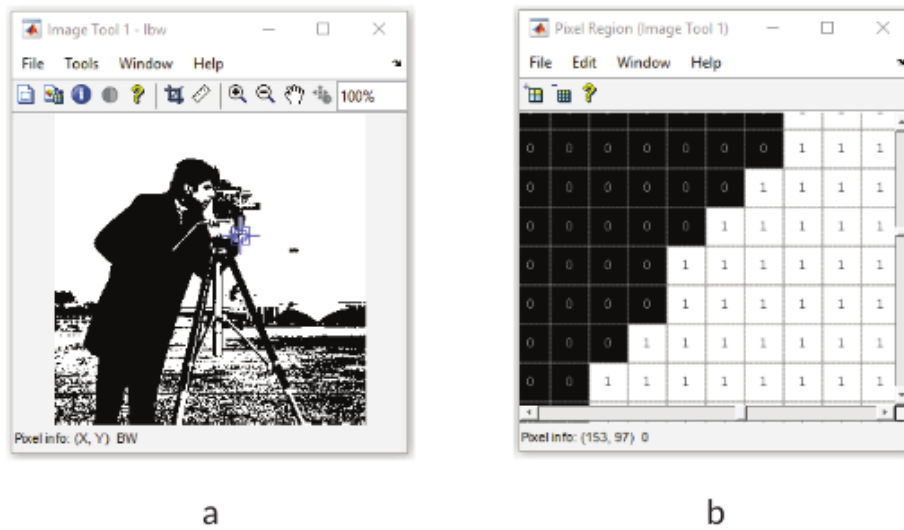 Image Tool 1 - Ibw
File Tools Window Help
100%
Pixel info: (X, Y) BW
a
Pixel Region (Image Tool 1)
File Edit Window Help
0 0 0 0 0 0 0 1 1 1
0 0 0 0 0 0 1 1 1 1
0 0 0 0 0 1 1 1 1 1
0 0 0 0 1 1 1 1 1 1
0 0 0 0 1 1 1 1 1 1
0 0 0 1 1 1 1 1 1 1
0 0 1 1 1 1 1 1 1 1
Pixel info: (153, 97) 0
b